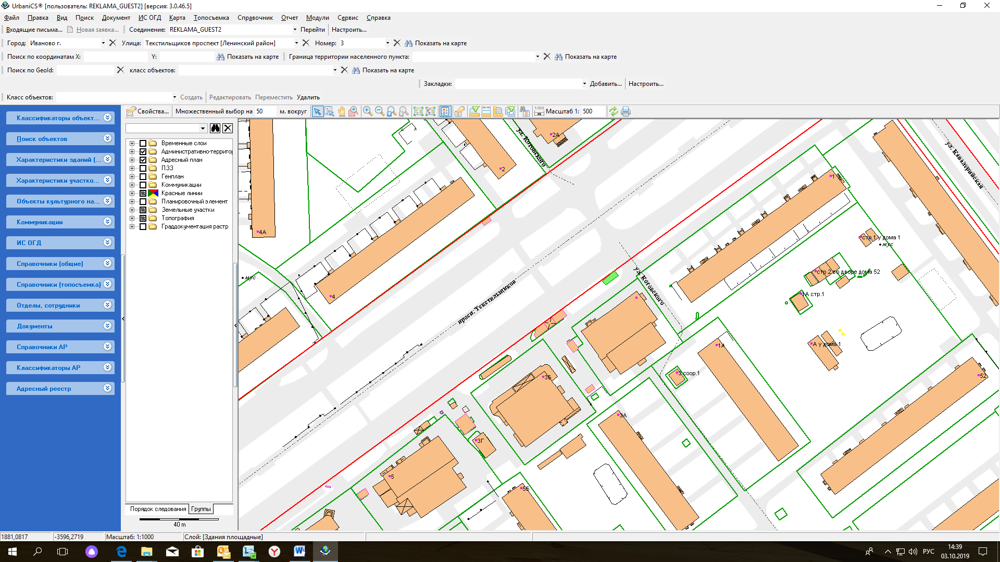 UrbaniCS® [пользователь: REKLAMA_GUEST2] [версия: 3.0.46.5]
Файл Правка Вид Поиск Документ ИС ОГД Карта Топосъемка Справочник Отчет Модули Сервис Справка
Входящие письма... Новая заявка... Соединение: REKLAMA_GUEST2 Перейти Настроить...
Город: Иваново г. Улица: Текстильщиков проспект [Ленинский район] Номер: 3 Показать на карте
Поиск по координатам X: Y: Показать на карте Граница территории населенного пункта: Показать на карте
Поиск по GeoId: класс объектов: Показать на карте
Закладки: Добавить... Настроить...
Класс объектов: Создать Редактировать Переместить Удалить
Свойства... Множественный выбор на 50 м. вокруг 1:100 Масштаб 1: 500
Классификаторы объект...
Поиск объектов
Характеристики зданий (...
Характеристики участко...
Объекты культурного на...
Коммуникации
ИС ОГД
Справочники (общие)
Справочники (топосъемка)
Отделы, сотрудники
Документы
Справочники АР
Классификаторы АР
Адресный реестр
Временные слои
Административно-территор
Адресный план
ПЗЗ
Генплан
Коммуникации
Красные линии
Планировочный элемент
Земельные участки
Топография
Граддокументация растр
Порядок следования Группы
40 m
ул. Котовского
2А
ул. Кавалерийская
2
1
4А
стр.1 у дома 1
мус
стр.2 во дворе дома 52
мус
4
просп. Текстильщиков
ул. Котовского
1А стр.1
1А
А у дома 1
3 соор.1
3Б
52
3А
3Г
5
5Б
1881,0817 -3596,2719 Масштаб: 1:1000 Слой: [Здания площадные]
РУС
14:39
03.10.2019